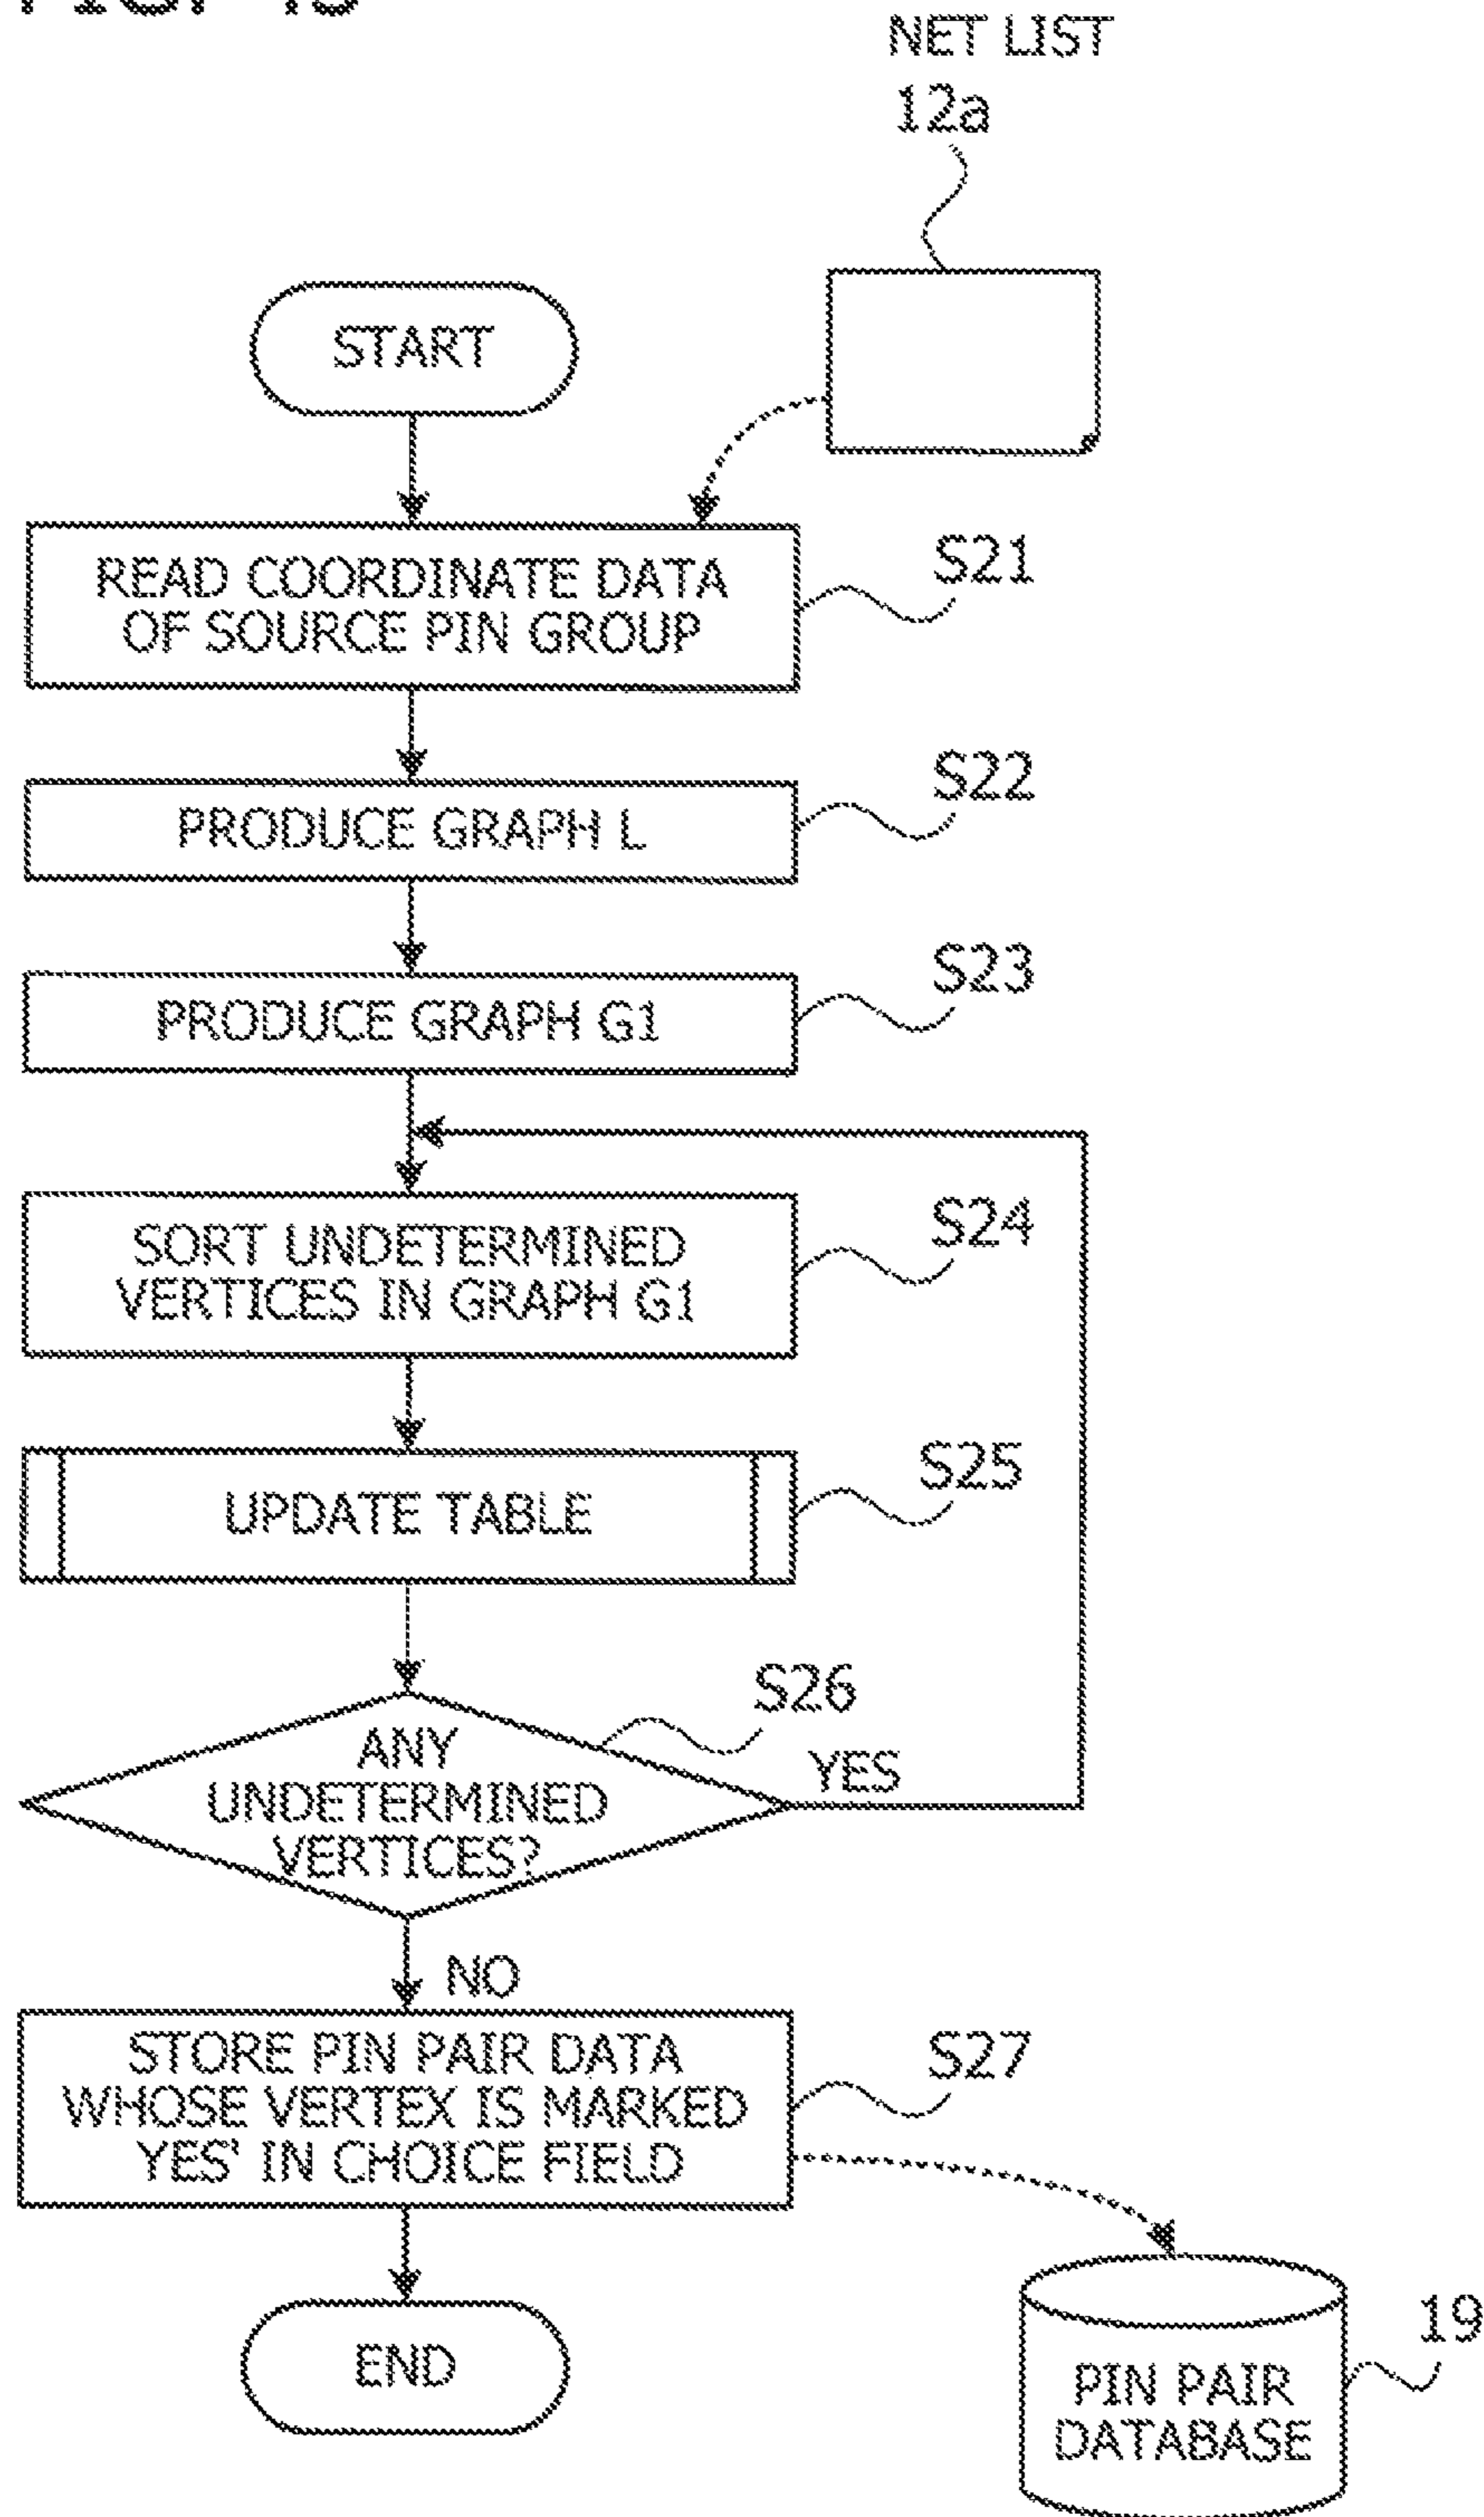 NET LIST
12a
START
READ COORDINATE DATA
OF SOURCE PIN GROUP
S21
PRODUCE GRAPH L
S22
PRODUCE GRAPH G1
S23
SORT UNDETERMINED
VERTICES IN GRAPH G1
S24
UPDATE TABLE
S25
ANY
UNDETERMINED
VERTICES?
S26
YES
NO
STORE PIN PAIR DATA
WHOSE VERTEX IS MARKED
YES' IN CHOICE FIELD
S27
END
PIN PAIR
DATABASE
19